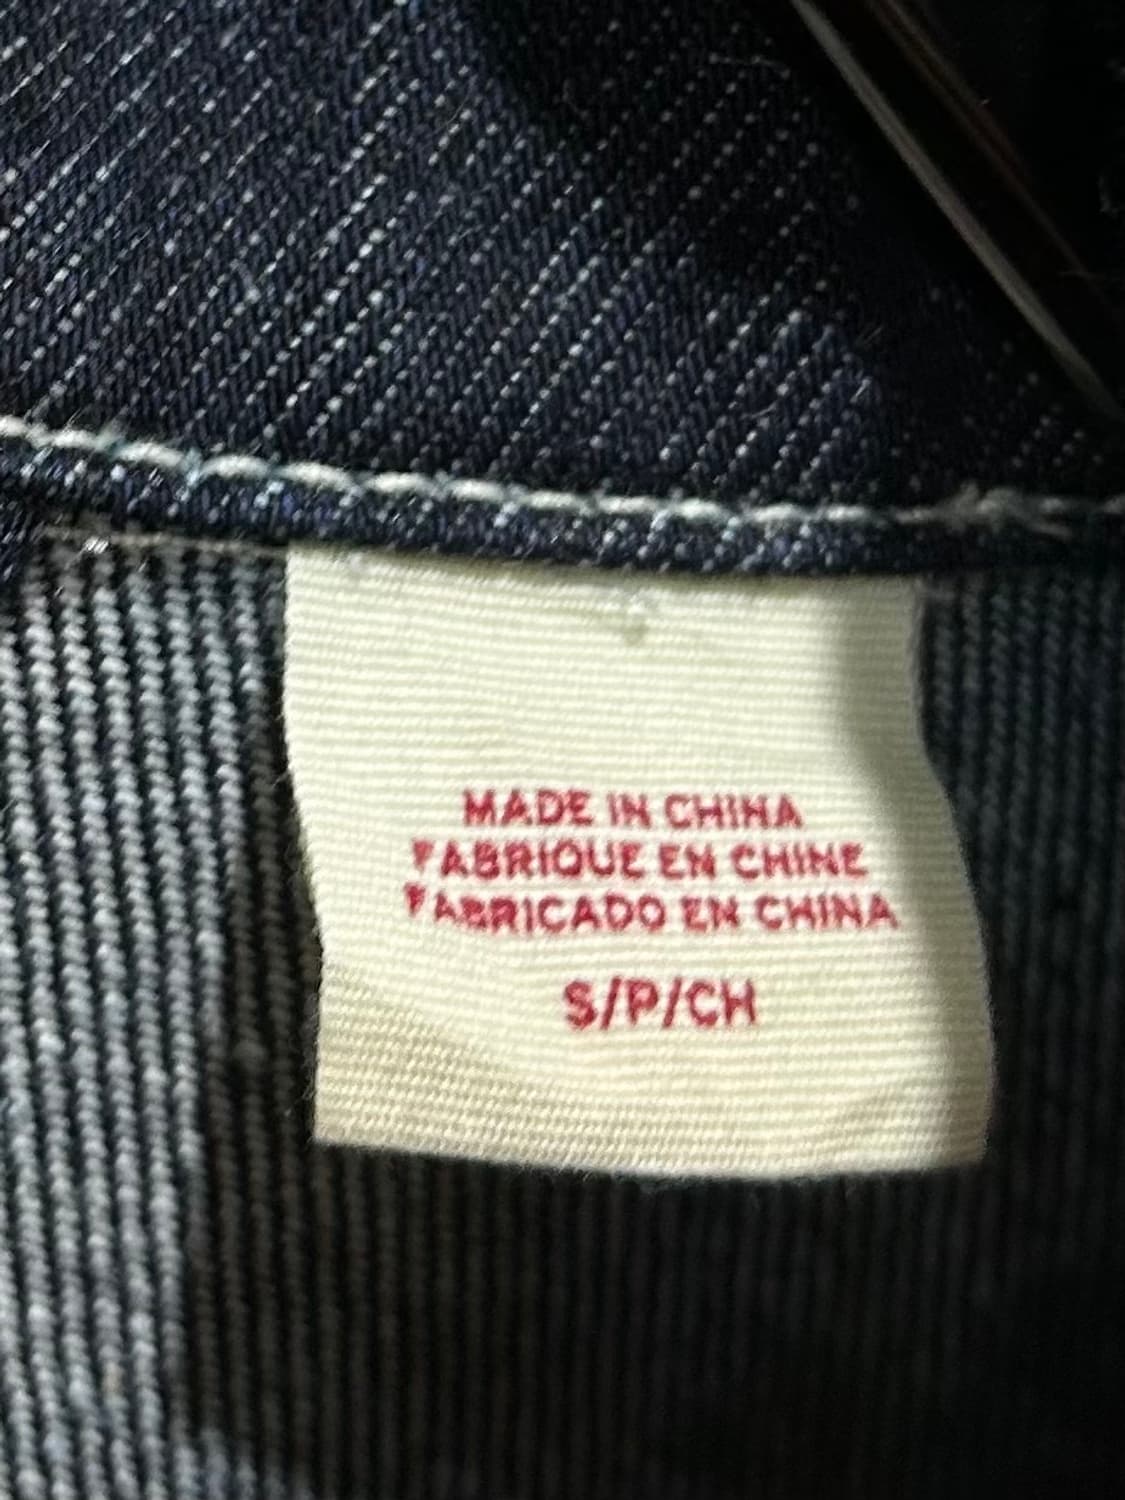 MADE IN CHINA
FABRIQUE EN CHINE
FABRICADO EN CHINA
S/P/CH